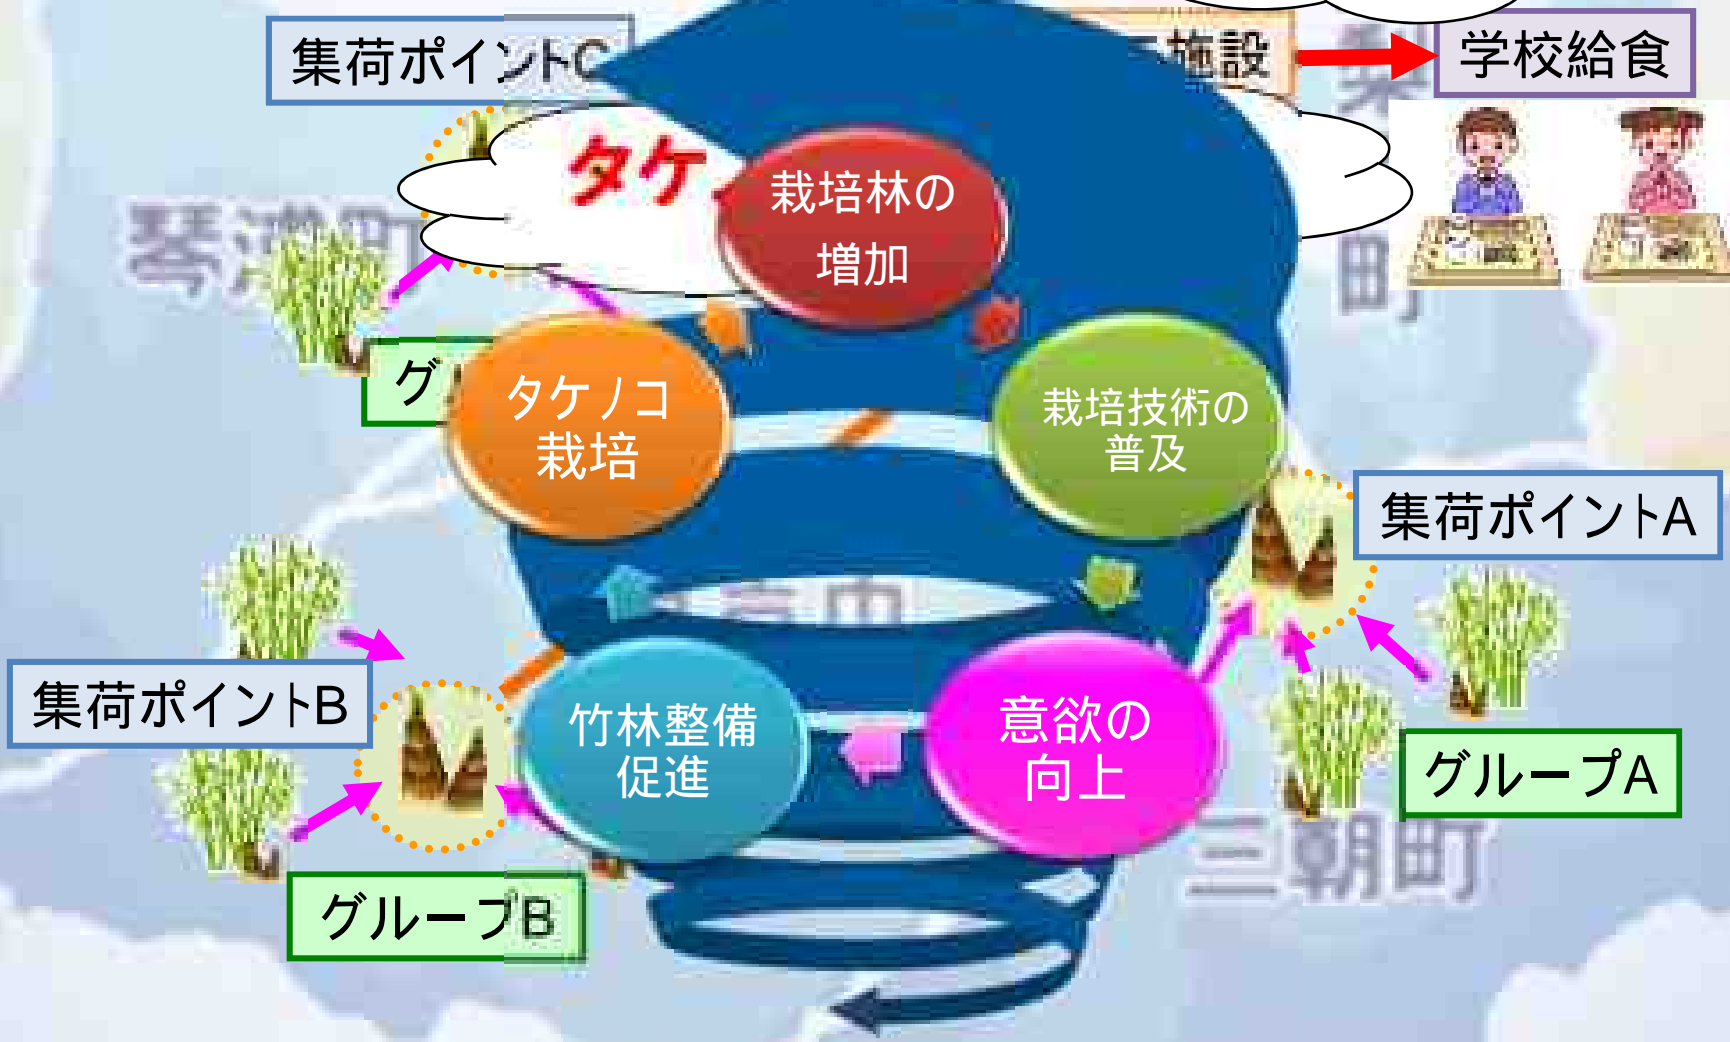 集荷ポイントC
施設
学校給食
タケ
栽培林の
増加
琴浦町
町
グ
タケノコ
栽培
栽培技術の
普及
集荷ポイントA
集荷ポイントB
竹林整備
促進
意欲の
向上
グループA
三朝町
グループB